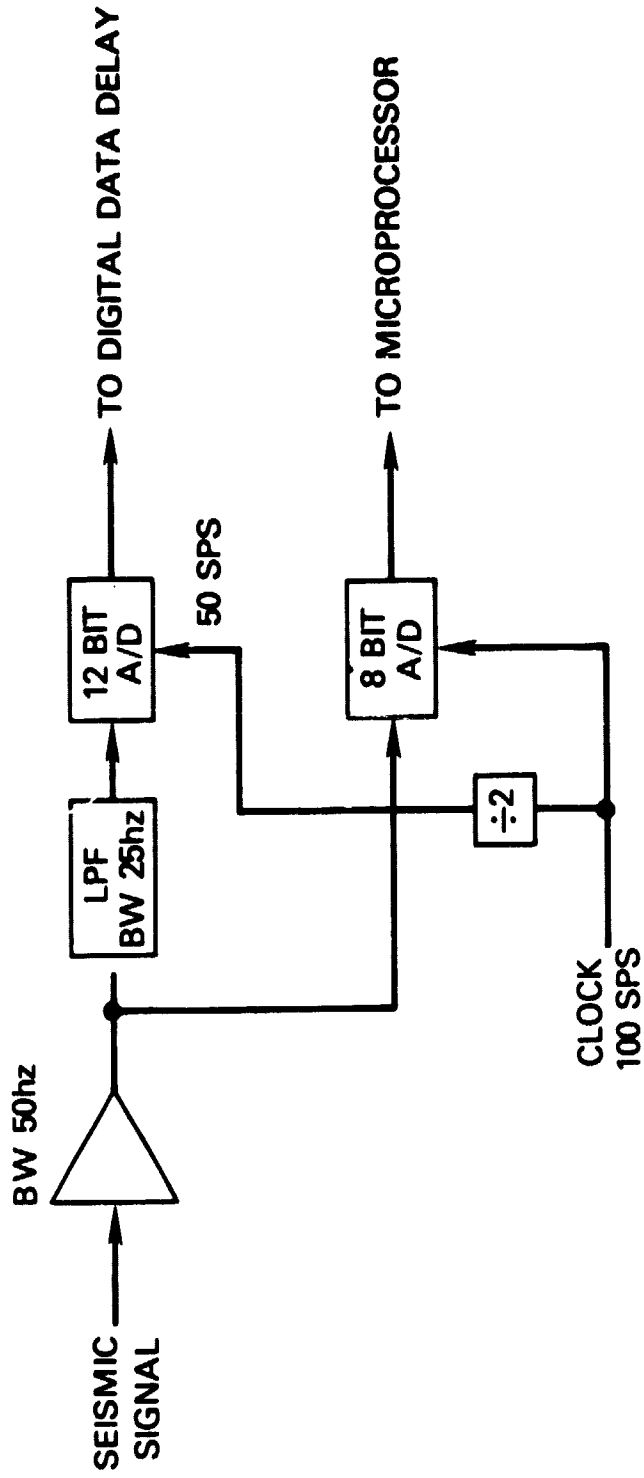 SEISMIC
SIGNAL
BW 50hz
LPF
BW 25hz
12 BIT
A/D
TO DIGITAL DATA DELAY
50 SPS
8 BIT
A/D
TO MICROPROCESSOR
÷2
CLOCK
100 SPS